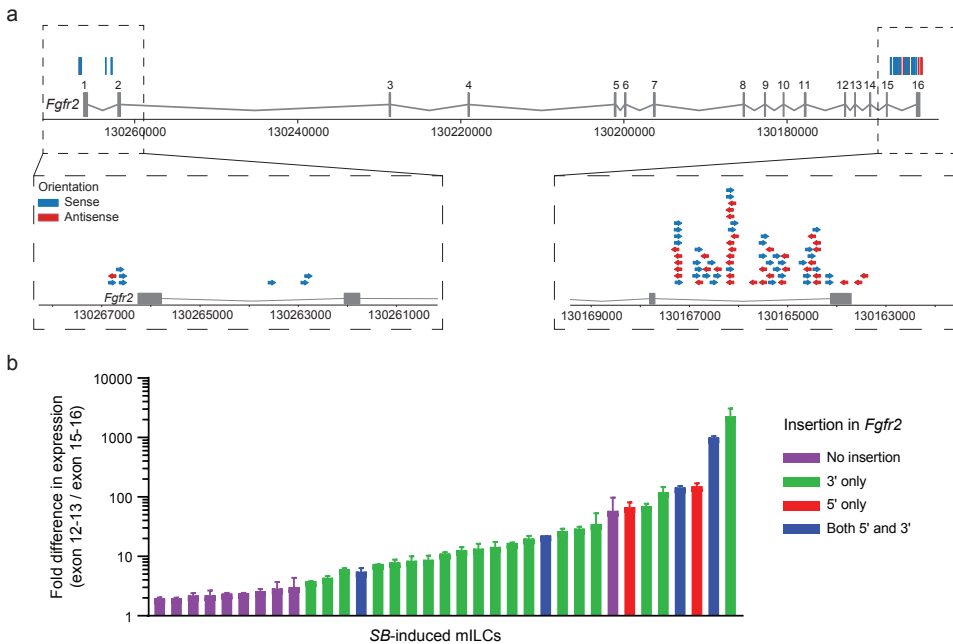 a
1 2 3 4 5 6 7 8 9 10 11 12 13 14 15 16
Fgfr2
130260000 130240000 130220000 130200000 130180000
Orientation
Sense
Antisense
Fgfr2
130267000 130265000 130263000 130261000
130169000 130167000 130165000 130163000
b
Fold difference in expression
(exon 12-13 / exon 15-16)
10000
1000
100
10
1
SB-induced mILCs
Insertion in Fgfr2
No insertion
3' only
5' only
Both 5' and 3'